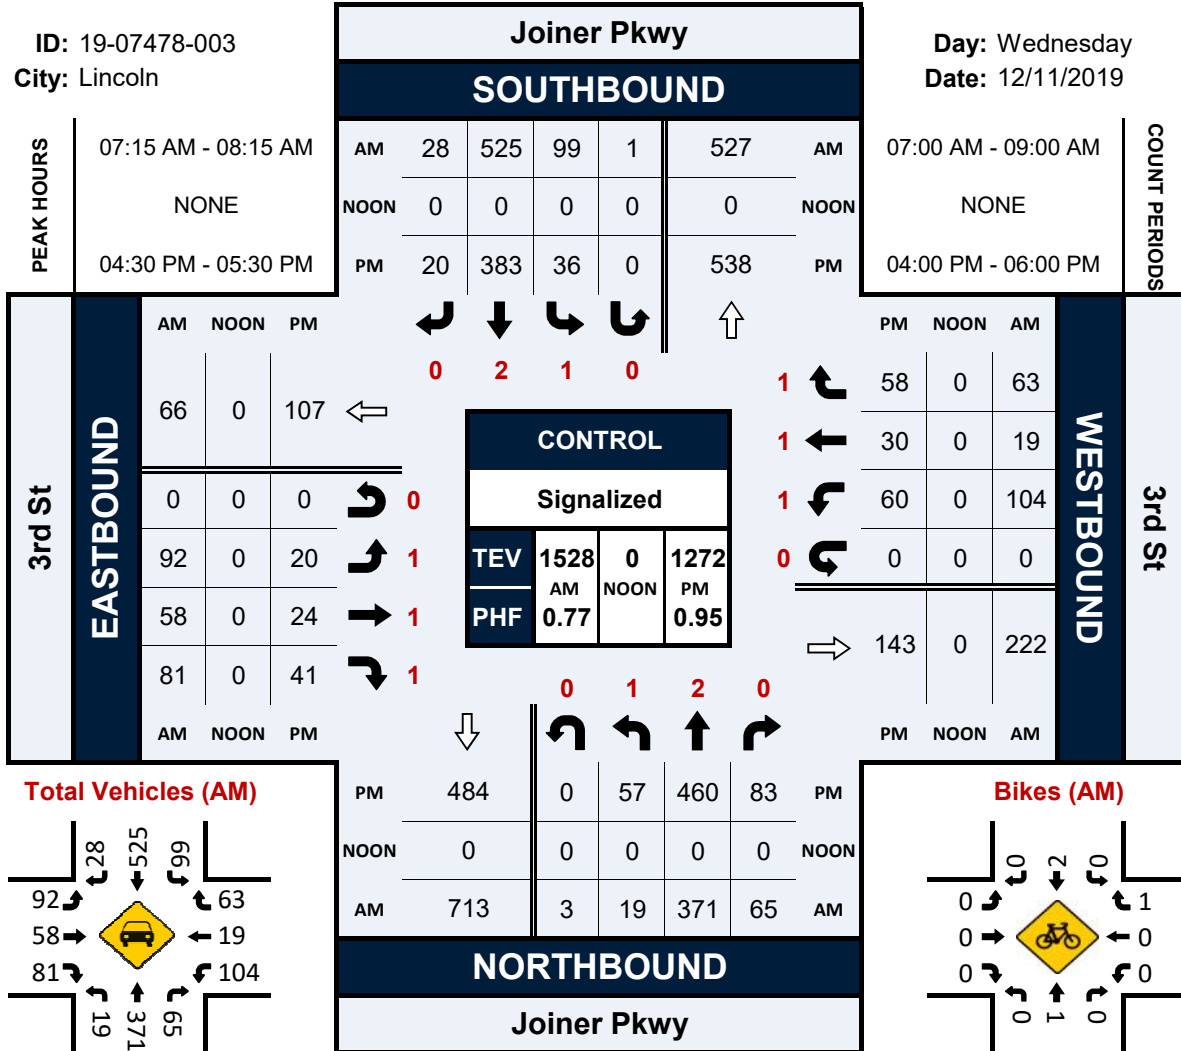 Joiner Pkwy
SOUTHBOUND
ID: 19-07478-003
City: Lincoln
Day: Wednesday
Date: 12/11/2019
PEAK HOURS
07:15 AM - 08:15 AM
NONE
04:30 PM - 05:30 PM
AM 28 525 99 1 527 AM
NOON 0 0 0 0 0 NOON
PM 20 383 36 0 538 PM
07:00 AM - 09:00 AM
NONE
04:00 PM - 06:00 PM
COUNT PERIODS
0 2 1 0
3rd St
EASTBOUND
AM NOON PM
66 0 107
0 0 0 0
92 0 20 1
58 0 24 1
81 0 41 1
AM NOON PM
CONTROL
Signalized
TEV 1528 0 1272
AM NOON PM
PHF 0.77 0.95
PM NOON AM
1 58 0 63
1 30 0 19
1 60 0 104
0 0 0 0
143 0 222
PM NOON AM
WESTBOUND
3rd St
0 1 2 0
PM 484 0 57 460 83 PM
NOON 0 0 0 0 0 NOON
AM 713 3 19 371 65 AM
NORTHBOUND
Joiner Pkwy
Total Vehicles (AM)
28 525 99
92 63
58 19
81 104
19 371 65
Bikes (AM)
0 2 0
0 1
0 0
0 0
0 1 0